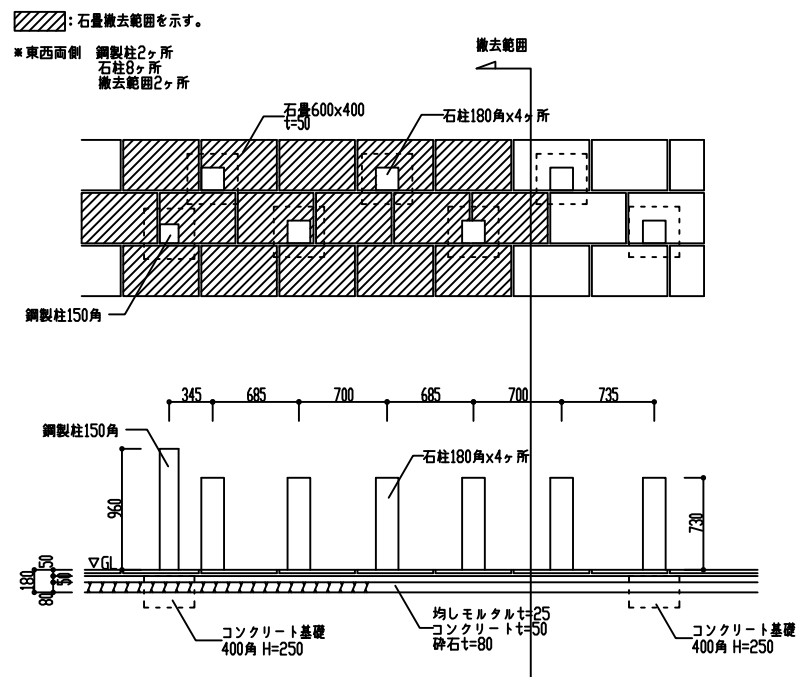 ：石畳撤去範囲を示す。
＊東西両側 鋼製柱2ヶ所
石柱8ヶ所
撤去範囲2ヶ所
撤去範囲
石畳600x400
t=50
石柱180角x4ヶ所
鋼製柱150角
345
685
700
685
700
735
鋼製柱150角
石柱180角x4ヶ所
960
730
▽GL
50
180
50
80
コンクリート基礎
400角 H=250
均しモルタルt=25
コンクリートt=50
砕石t=80
コンクリート基礎
400角 H=250